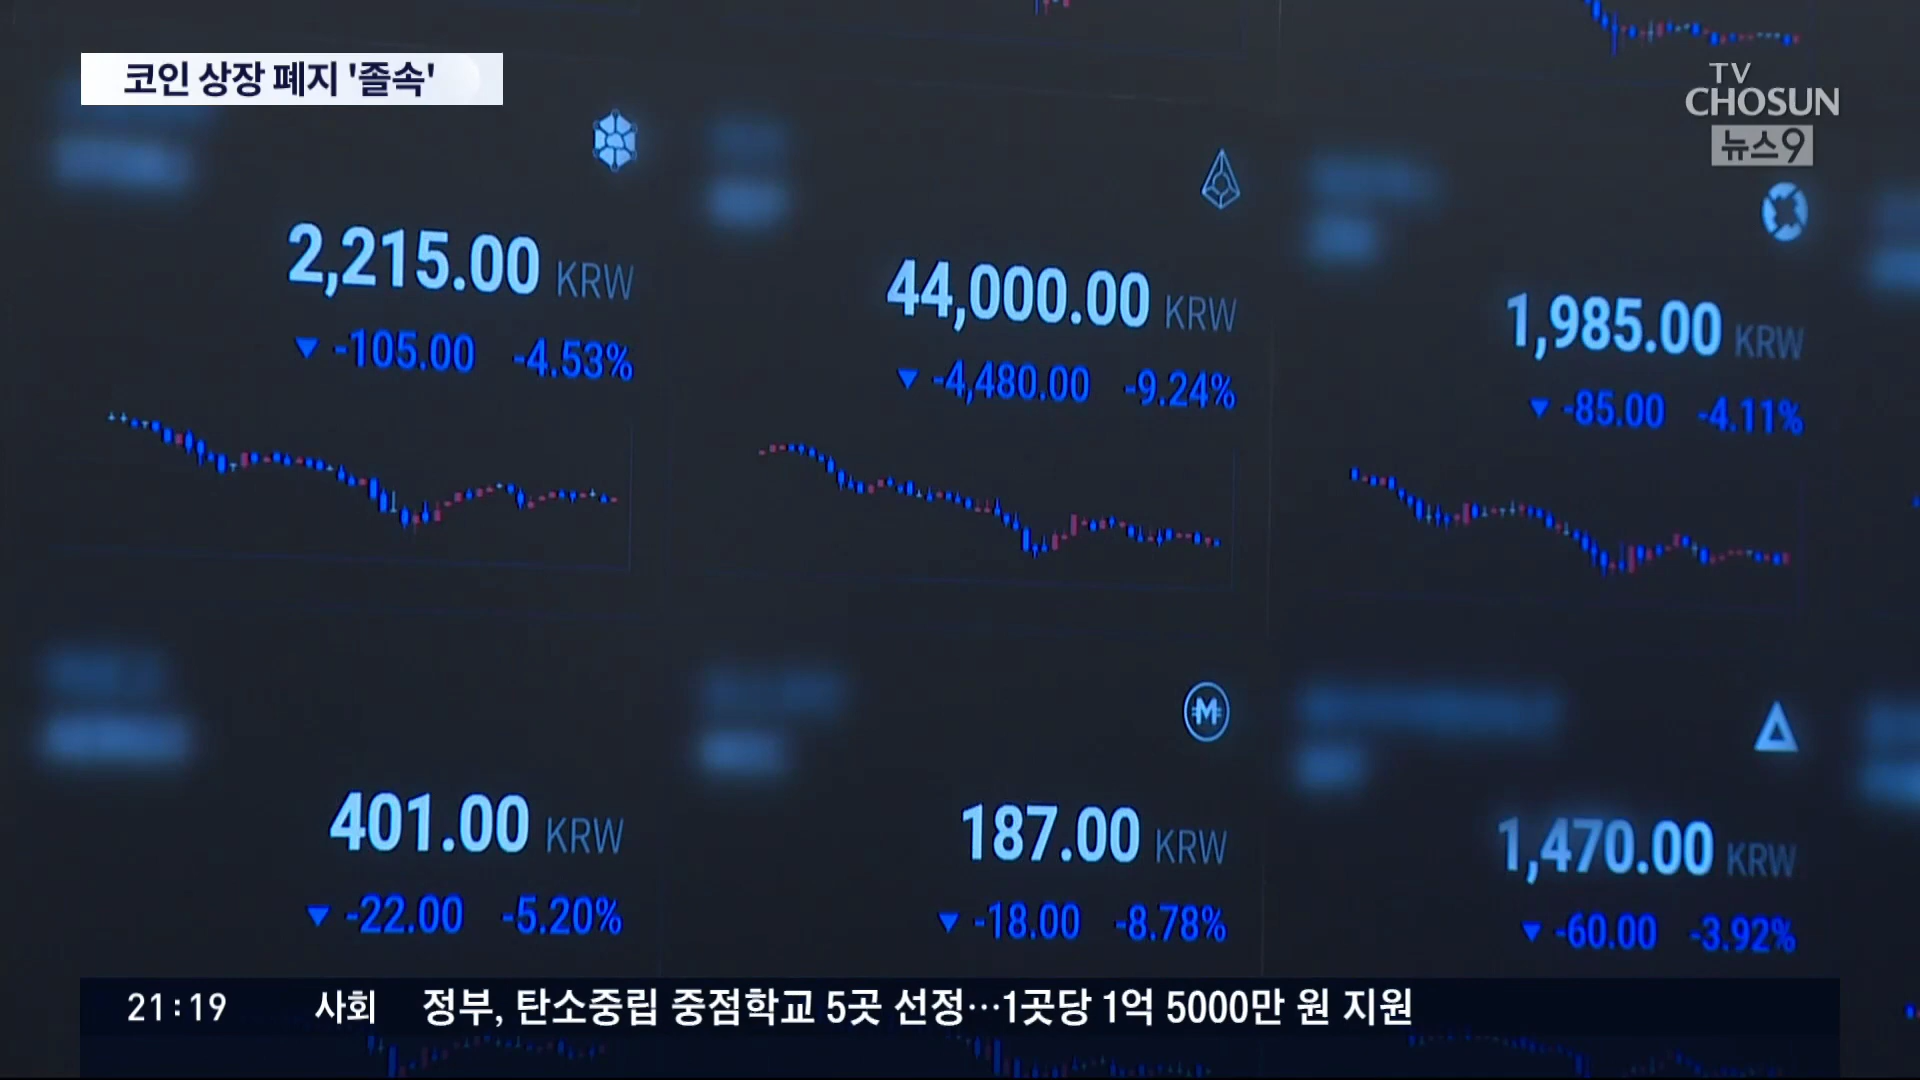 코인 상장 폐지 '졸속'
TV
CHOSUN
뉴스9
2,215.00 KRW
▼ -105.00 -4.53%
44,000.00 KRW
▼ -4,480.00 -9.24%
1,985.00 KRW
▼ -85.00 -4.11%
401.00 KRW
▼ -22.00 -5.20%
187.00 KRW
▼ -18.00 -8.78%
1,470.00 KRW
▼ -60.00 -3.92%
21:19 사회 정부, 탄소중립 중점학교 5곳 선정…1곳당 1억 5000만 원 지원